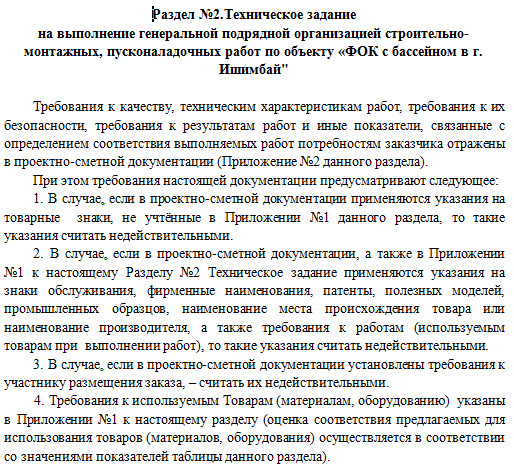 Раздел №2.Техническое задание
на выполнение генеральной подрядной организацией строительно-
монтажных, пусконаладочных работ по объекту «ФОК с бассейном в г.
Ишимбай"
Требования к качеству, техническим характеристикам работ, требования к их
безопасности, требования к результатам работ и иные показатели, связанные с
определением соответствия выполняемых работ потребностям заказчика отражены
в проектно-сметной документации (Приложение №2 данного раздела).
При этом требования настоящей документации предусматривают следующее:
1. В случае, если в проектно-сметной документации применяются указания на
товарные знаки, не учтённые в Приложении №1 данного раздела, то такие
указания считать недействительными.
2. В случае, если в проектно-сметной документации, а также в Приложении
№1 к настоящему Разделу №2 Техническое задание применяются указания на
знаки обслуживания, фирменные наименования, патенты, полезных моделей,
промышленных образцов, наименование места происхождения товара или
наименование производителя, а также требования к работам (используемым
товарам при выполнении работ), то такие указания считать недействительными.
3. В случае, если в проектно-сметной документации установлены требования к
участнику размещения заказа, – считать их недействительными.
4. Требования к используемым Товарам (материалам, оборудованию) указаны
в Приложении №1 к настоящему разделу (оценка соответствия предлагаемых для
использования товаров (материалов, оборудования) осуществляется в соответствии
со значениями показателей таблицы данного раздела).